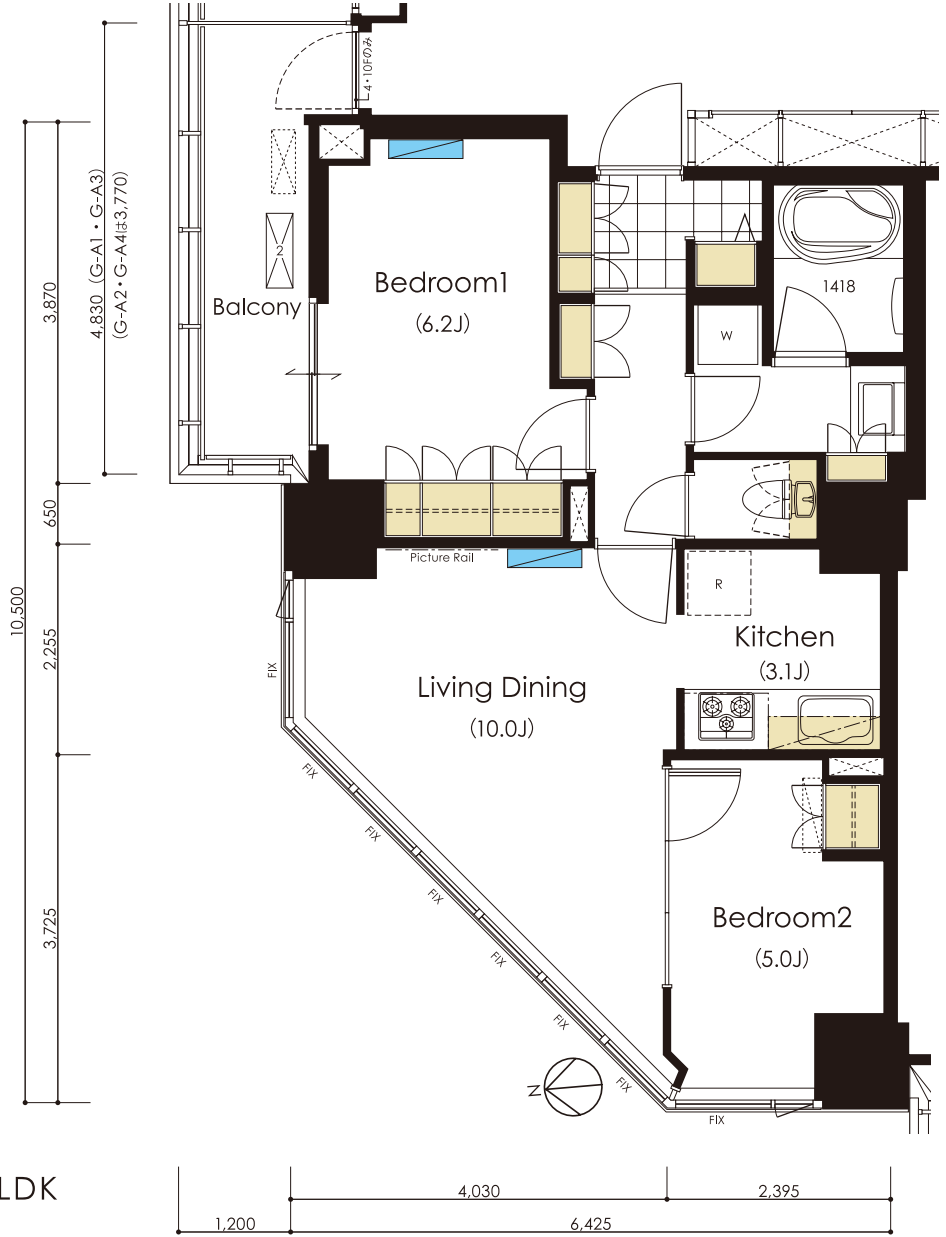 4・10Fのみ
4,830（G-A1・G-A3）
（G-A2・G-A4は3,770）
3,870
2
Balcony
Bedroom1
（6.2J）
1418
W
650
10,500
2,255
Picture Rail
R
Kitchen
（3.1J）
FIX
Living Dining
（10.0J）
FIX
FIX
FIX
FIX
FIX
FIX
3,725
Bedroom2
（5.0J）
N
FIX
LDK
4,030
2,395
1,200
6,425